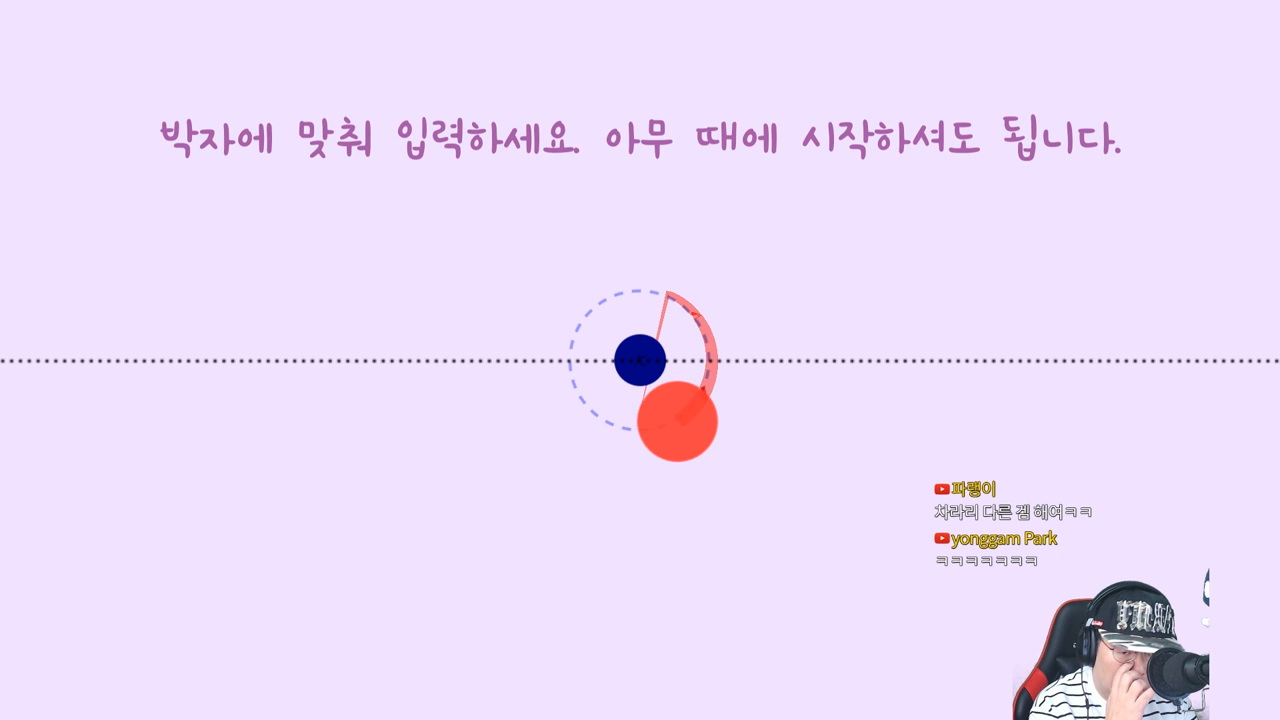 박자에 맞춰 입력하세요. 아무 때에 시작하셔도 됩니다.
파랭이
차라리 다른 겜 해여ㅋㅋ
yonggam Park
ㅋㅋㅋㅋㅋㅋㅋ